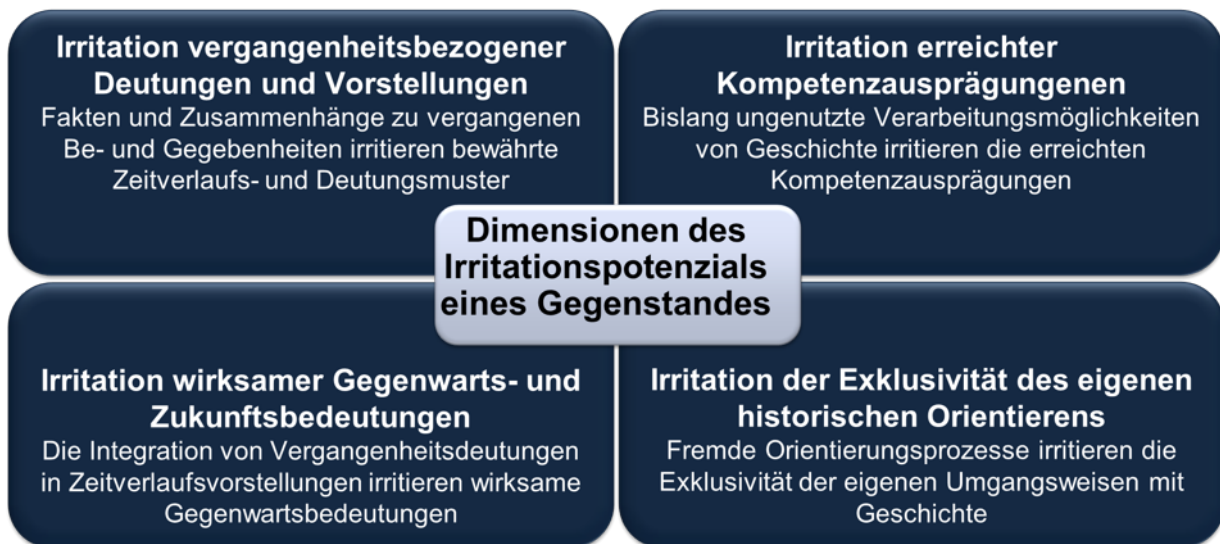 Irritation vergangenheitsbezogener
Deutungen und Vorstellungen
Fakten und Zusammenhänge zu vergangenen
Be- und Gegebenheiten irritieren bewährte
Zeitverlaufs- und Deutungsmuster
Irritation erreichter
Kompetenzausprägungenen
Bislang ungenutzte Verarbeitungsmöglichkeiten
von Geschichte irritieren die erreichten
Kompetenzausprägungen
Dimensionen des
Irritationspotenzials
eines Gegenstandes
Irritation wirksamer Gegenwarts- und
Zukunftsbedeutungen
Die Integration von Vergangenheitsdeutungen
in Zeitverlaufsvorstellungen irritieren wirksame
Gegenwartsbedeutungen
Irritation der Exklusivität des eigenen
historischen Orientierens
Fremde Orientierungsprozesse irritieren die
Exklusivität der eigenen Umgangsweisen mit
Geschichte